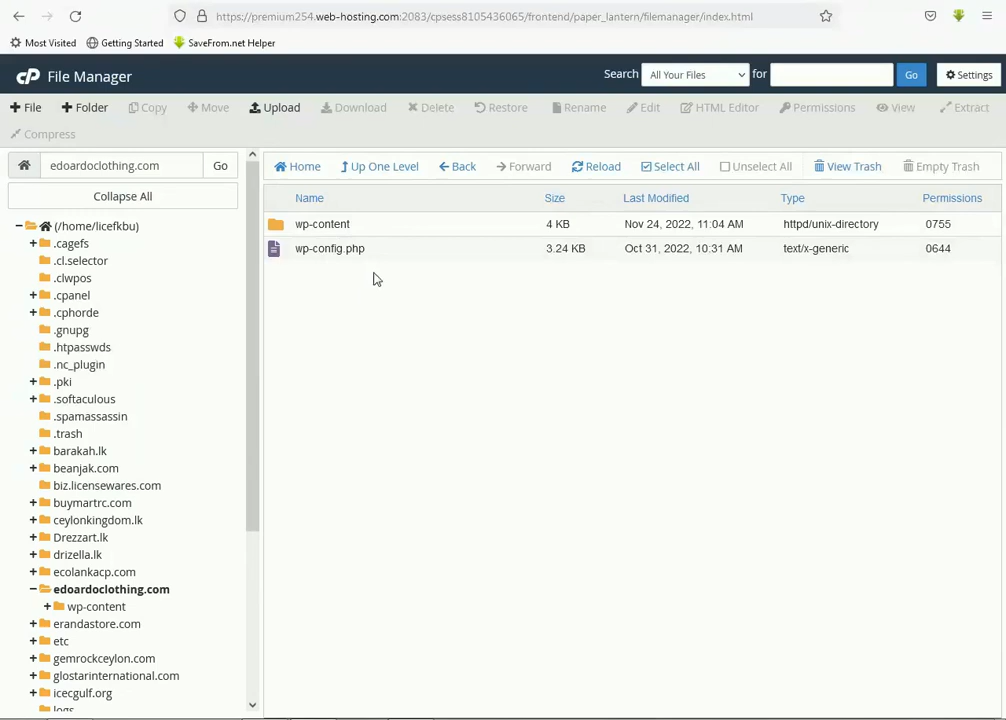 https://premium254.web-hosting.com:2083/cpsess8105436065/frontend/paper_lantern/filemanager/index.html
Most Visited Getting Started SaveFrom.net Helper
cP File Manager Search All Your Files for Go Settings
File Folder Copy Move Upload Download Delete Restore Rename Edit HTML Editor Permissions View Extract
Compress
edoardoclothing.com Go Home Up One Level Back Forward Reload Select All Unselect All View Trash Empty Trash
Collapse All
Name Size Last Modified Type Permissions
wp-content 4 KB Nov 24, 2022, 11:04 AM httpd/unix-directory 0755
wp-config.php 3.24 KB Oct 31, 2022, 10:31 AM text/x-generic 0644
(/home/licefkbu)
.cagefs
.cl.selector
.clwpos
.cpanel
.cphorde
.gnupg
.htpasswds
.nc_plugin
.pki
.softaculous
.spamassassin
.trash
barakah.lk
beanjak.com
biz.licensewares.com
buymartrc.com
ceylonkingdom.lk
Drezzart.lk
drizella.lk
ecolankacp.com
edoardoclothing.com
wp-content
erandastore.com
etc
gemrockceylon.com
glostarinternational.com
icecgulf.org
logs